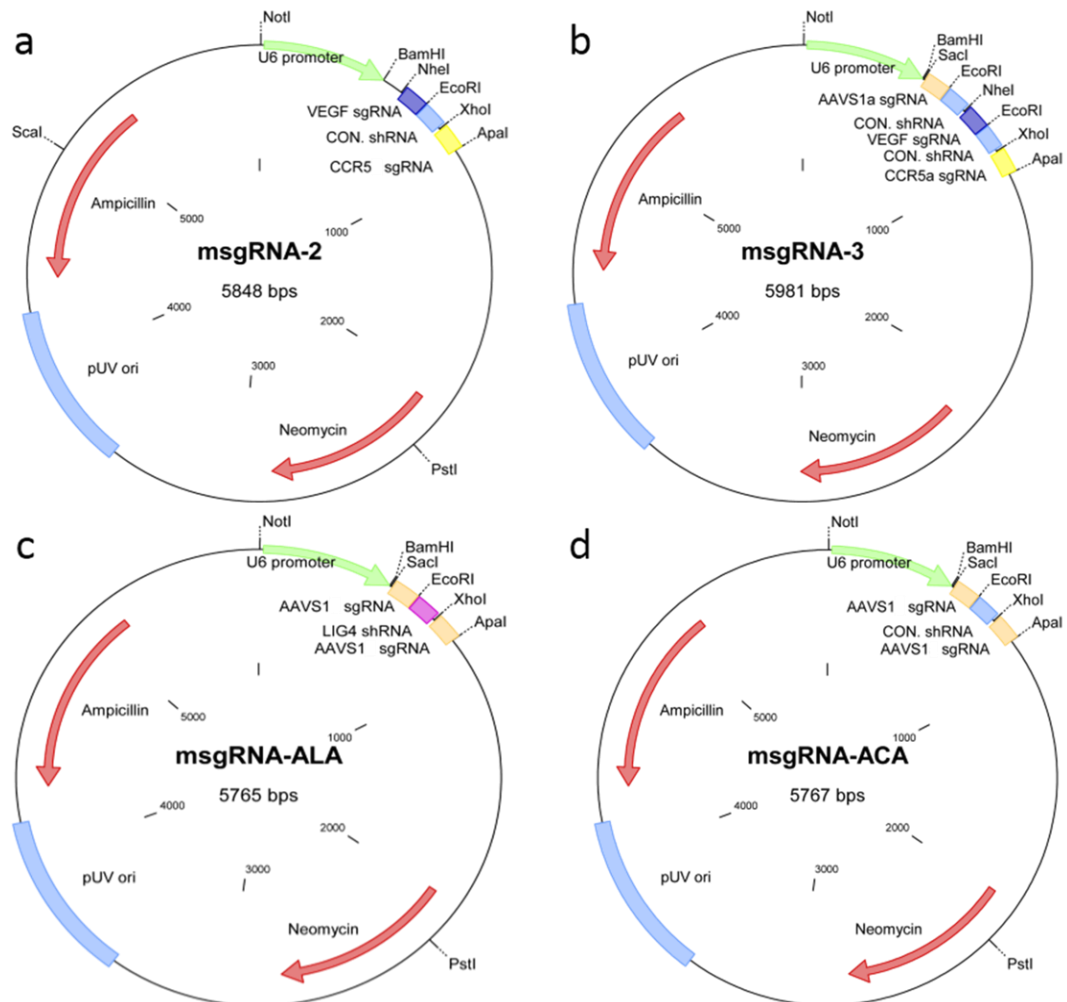 a
NotI
U6 promoter
BamHI
NheI
EcoRI
XhoI
ApaI
VEGF sgRNA
CON. shRNA
CCR5 sgRNA
ScaI
Ampicillin
5000
1000
msgRNA-2
5848 bps
4000
2000
pUV ori
3000
Neomycin
PstI
b
NotI
U6 promoter
BamHI
SacI
EcoRI
NheI
EcoRI
XhoI
ApaI
AAVS1a sgRNA
CON. shRNA
VEGF sgRNA
CON. shRNA
CCR5a sgRNA
Ampicillin
5000
1000
msgRNA-3
5981 bps
4000
2000
pUV ori
3000
Neomycin
c
NotI
U6 promoter
BamHI
SacI
EcoRI
XhoI
ApaI
AAVS1 sgRNA
LIG4 shRNA
AAVS1 sgRNA
Ampicillin
5000
1000
msgRNA-ALA
5765 bps
4000
2000
pUV ori
3000
Neomycin
PstI
d
NotI
U6 promoter
BamHI
SacI
EcoRI
XhoI
ApaI
AAVS1 sgRNA
CON. shRNA
AAVS1 sgRNA
Ampicillin
5000
1000
msgRNA-ACA
5767 bps
4000
2000
pUV ori
3000
Neomycin
PstI